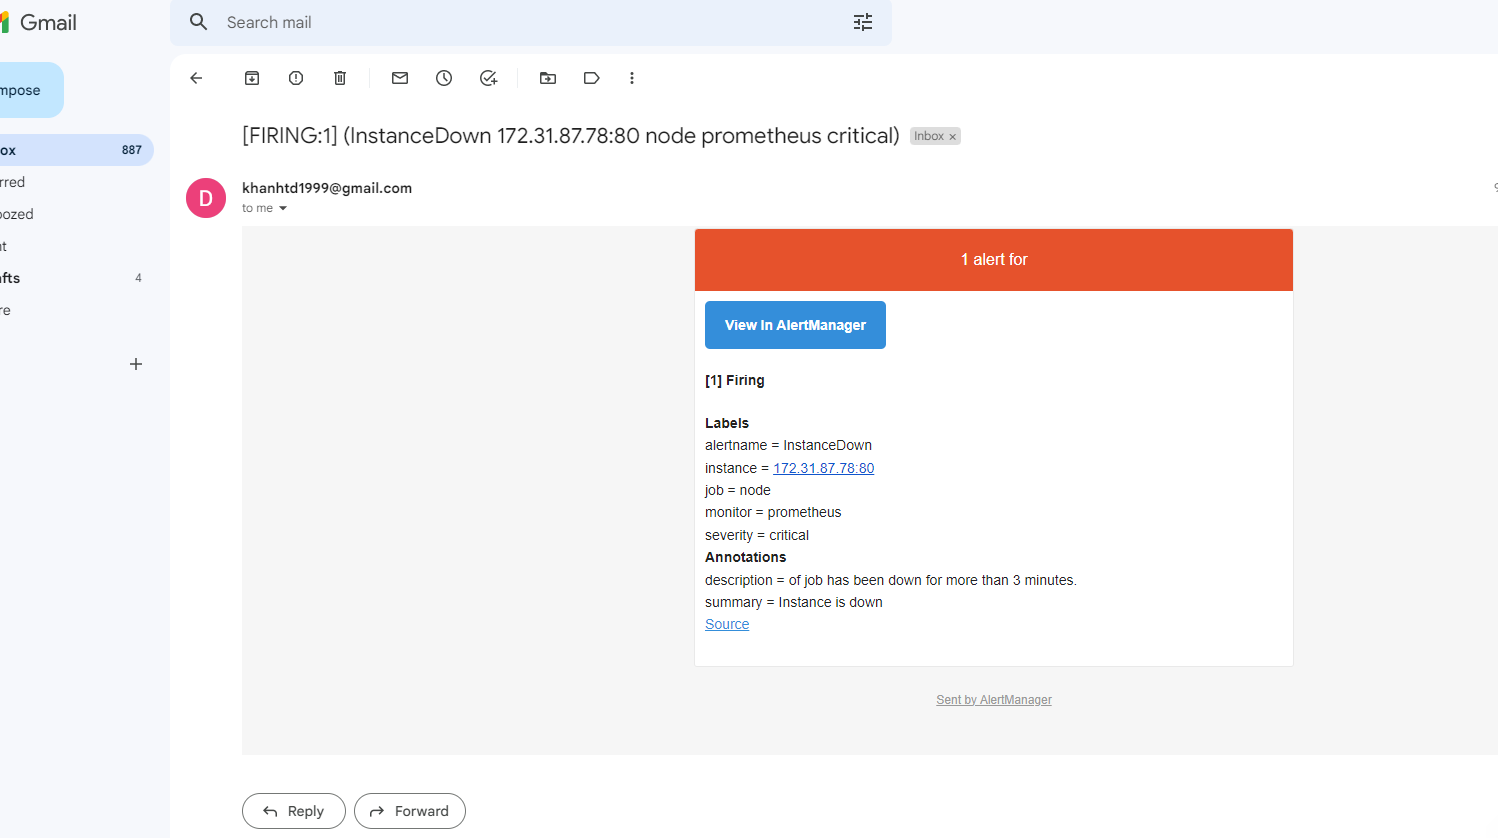 Gmail
Search mail
mpose
ox 887
rred
oozed
nt
afts 4
re
[FIRING:1] (InstanceDown 172.31.87.78:80 node prometheus critical) Inbox ×
D
khanhtd1999@gmail.com
to me
1 alert for
View in AlertManager
[1] Firing
Labels
alertname = InstanceDown
instance = 172.31.87.78:80
job = node
monitor = prometheus
severity = critical
Annotations
description = of job has been down for more than 3 minutes.
summary = Instance is down
Source
Sent by AlertManager
Reply
Forward